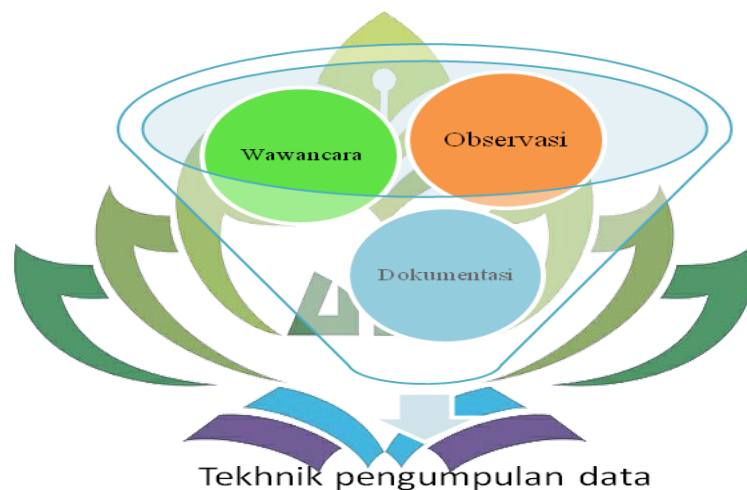 Wawancara
Observasi
Dokumentasi
Tekhnik pengumpulan data